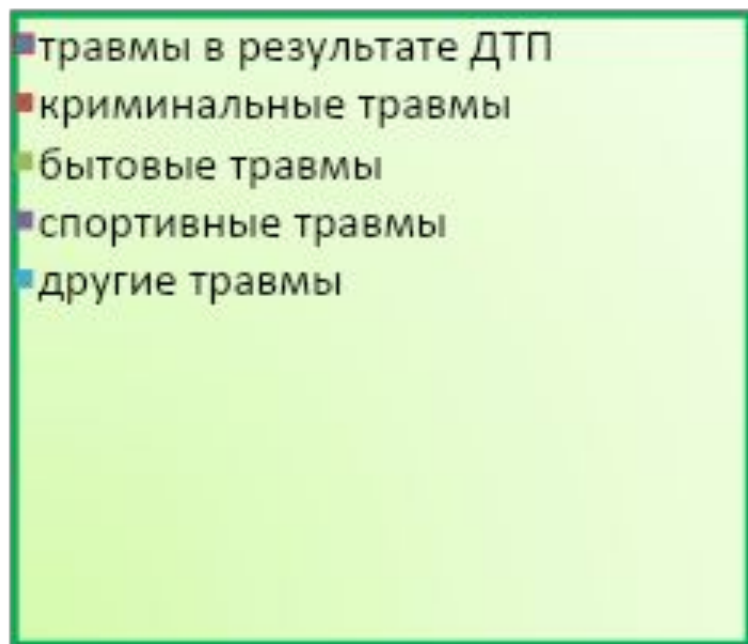 травмы в результате ДТП
криминальные травмы
бытовые травмы
спортивные травмы
другие травмы